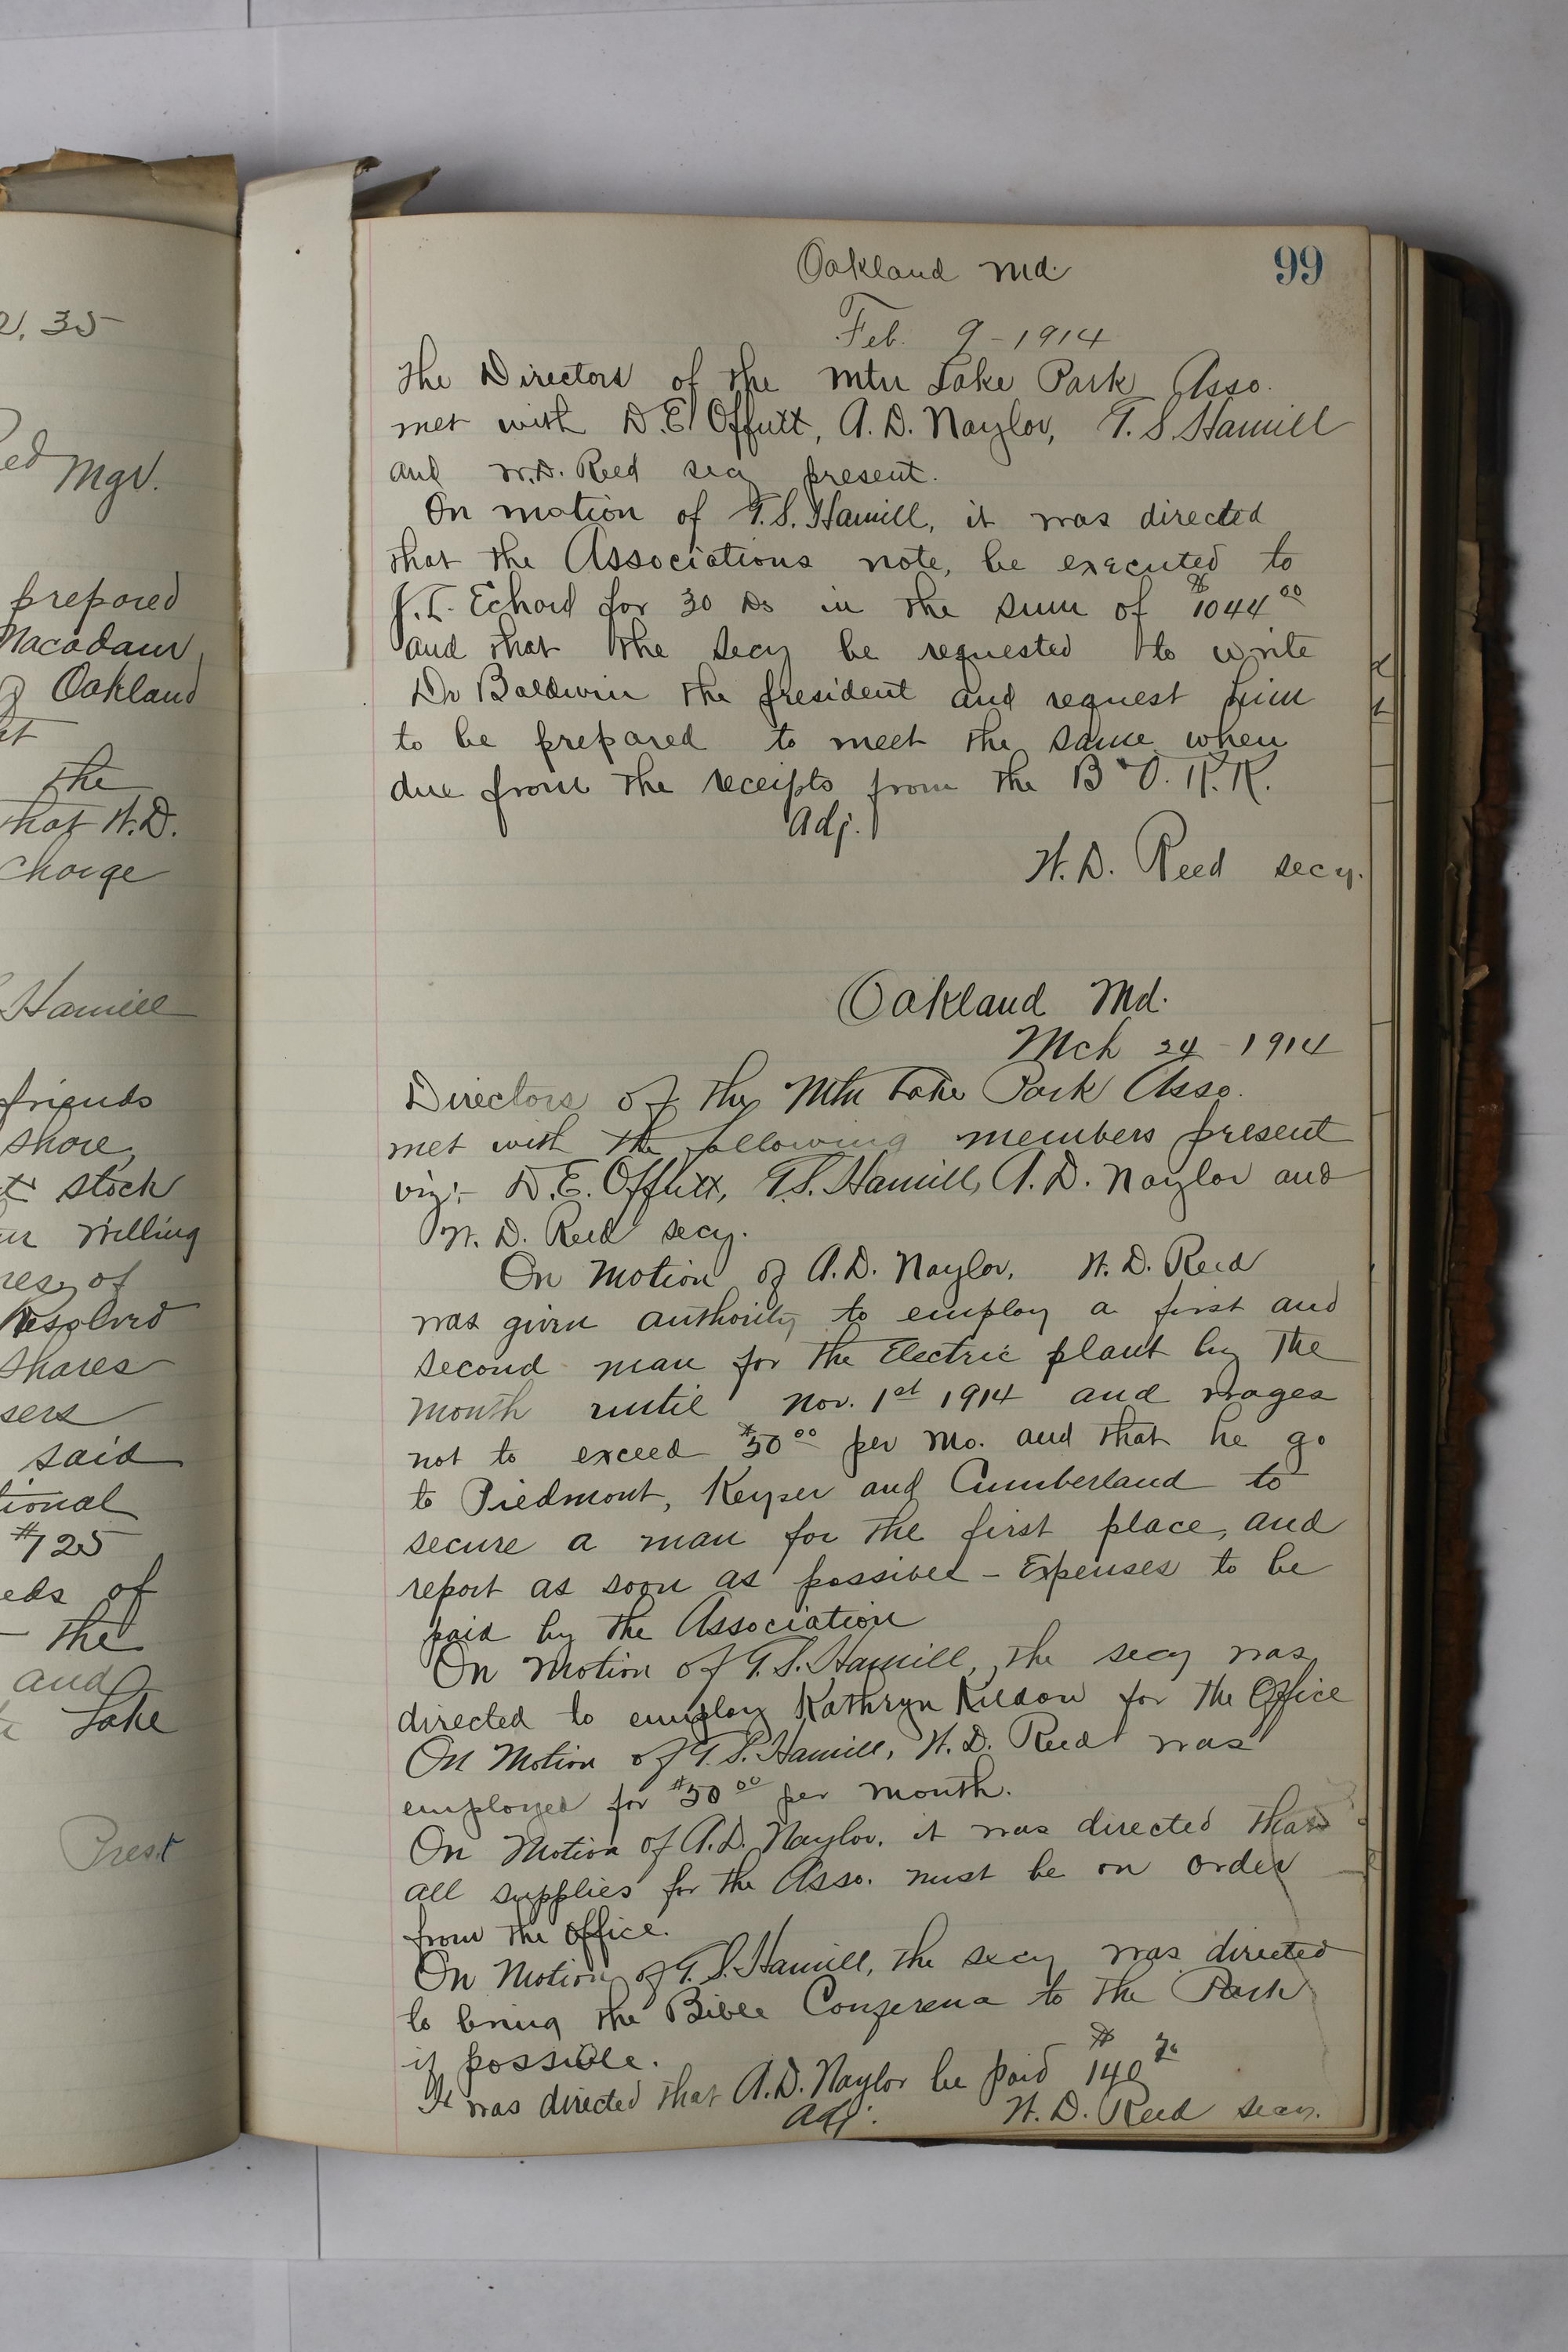 2.35
ed Mgr.
prepared
Macadam
Oakland
the
that W.D.
charge
Hamill
friends
shore,
stock
willing
of
Resolved
shares
said
tional
$125
eds of
the
and
Lake
Prest
99
Oakland Md.
Feb. 9 - 1914
The Directors of the Mtn Lake Park Asso.
met with D.E. Offutt, A.D. Naylor, T.S. Hamill
and W.D. Reed secy present.
On motion of T.S. Hamill, it was directed
that the Associations note, be executed to
J.T. Echard for 30 Ds in the sum of $1044 00
and that the secy be requested to write
Dr Baldwin the president and request him
to be prepared to meet the same when
due from the receipts from the B & O. R.R.
Adj.
W.D. Reed secy.
Oakland Md.
Mch 24 - 1914
Directors of the Mtn Lake Park Asso.
met with the following members present
viz:- D.E. Offutt, T.S. Hamill, A.D. Naylor and
W.D. Reed secy.
On Motion of A.D. Naylor, W.D. Reed
was given authority to employ a first and
second man for the Electric plant by the
month until Nov. 1st 1914 and wages
not to exceed $50 00 per Mo. and that he go
to Piedmont, Keyser and Cumberland to
secure a man for the first place, and
report as soon as possible - Expenses to be
paid by the Association
On Motion of T.S. Hamill, the secy was
directed to employ Kathryn Kildow for the Office
On Motion of T.S. Hamill, W.D. Reed was
employed for $50 00 per month.
On Motion of A.D. Naylor, it was directed that
all supplies for the Asso. must be on order
from the office.
On Motion of T.S. Hamill, the secy was directed
to bring the Bible Conference to the Park
if possible.
It was directed that A.D. Naylor be paid $140
Adj. W.D. Reed secy.